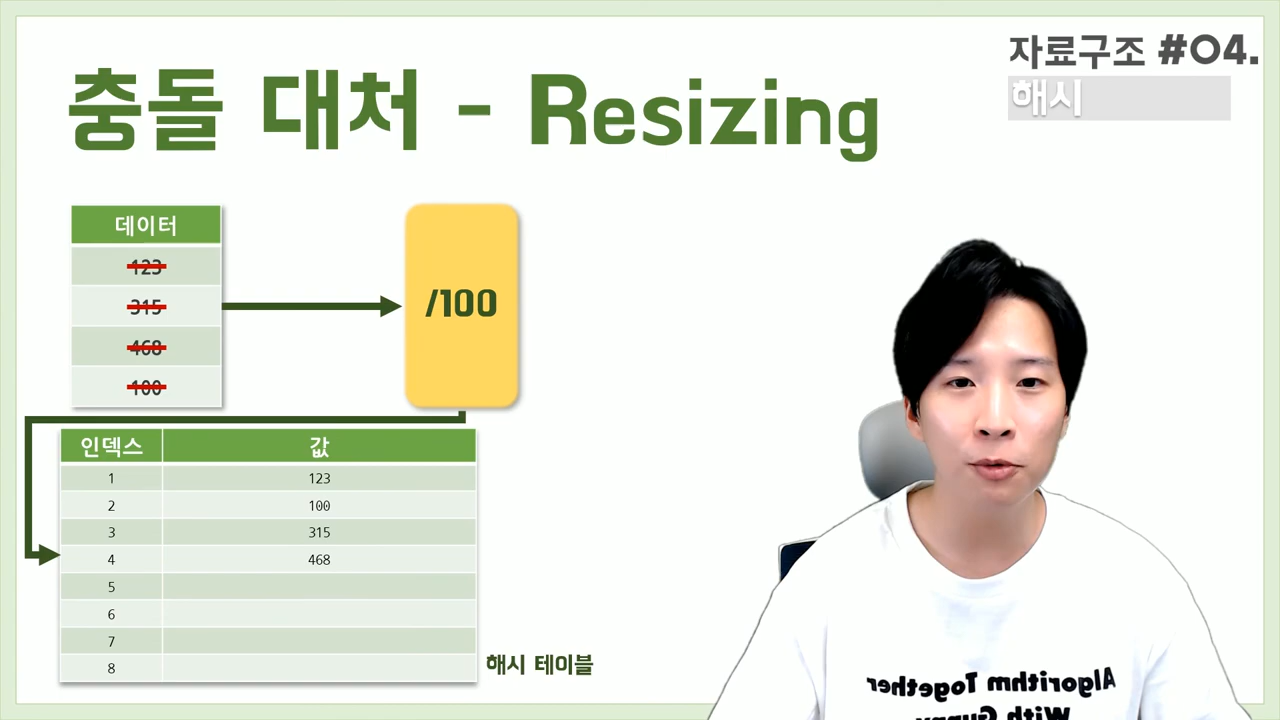 자료구조 #04.
해시
충돌 대처 - Resizing
데이터
123
315
468
100
/100
인덱스 값
1 123
2 100
3 315
4 468
5
6
7
8
해시 테이블
Algorithm Together
With Gunny